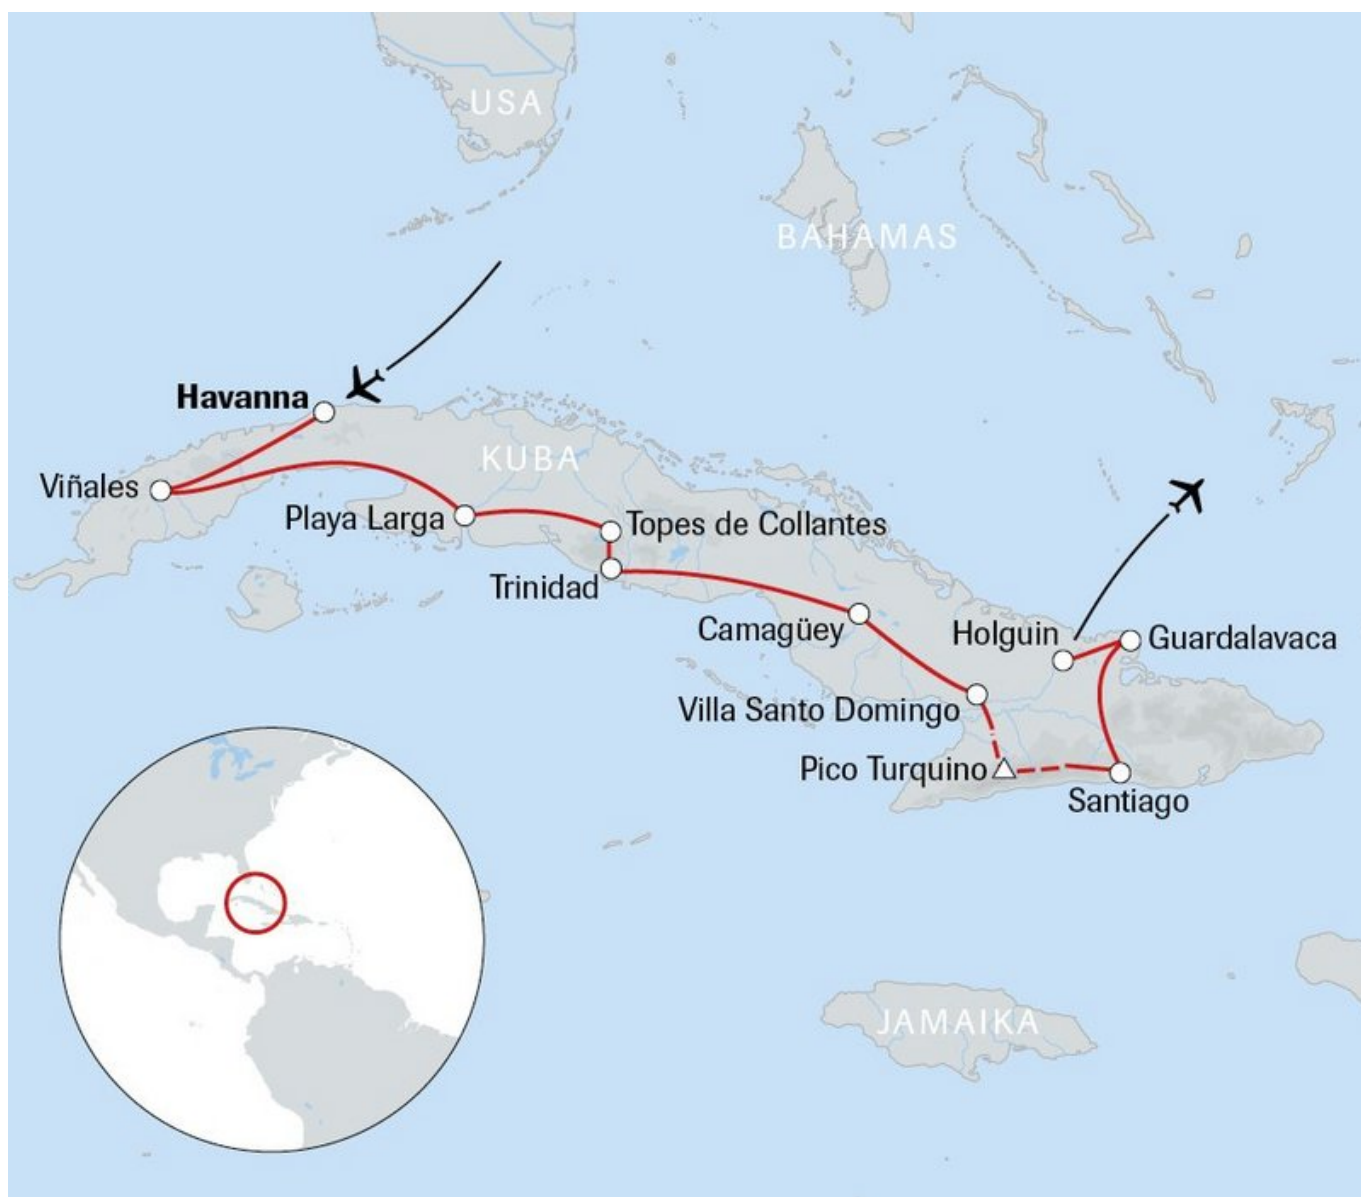 USA
BAHAMAS
Havanna
KUBA
Viñales
Playa Larga
Topes de Collantes
Trinidad
Camagüey
Holguin
Guardalavaca
Villa Santo Domingo
Pico Turquino
Santiago
JAMAIKA